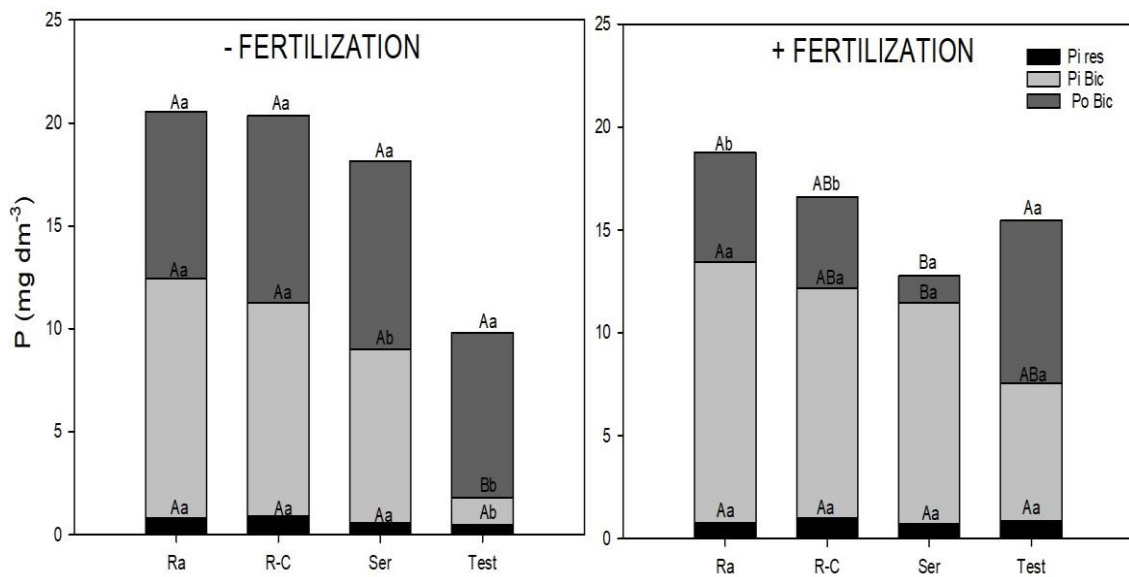 - FERTILIZATION
P (mg dm-3)
25
20
15
10
5
0
Aa
Aa
Aa
Aa
Aa
Aa
Aa
Ab
Aa
Aa
Bb
Ab
Ra
R-C
Ser
Test
+ FERTILIZATION
Pi res
Pi Bic
Po Bic
25
20
15
10
5
0
Ab
Aa
Aa
ABb
ABa
Aa
Ba
Ba
Aa
Aa
ABa
Aa
Ra
R-C
Ser
Test